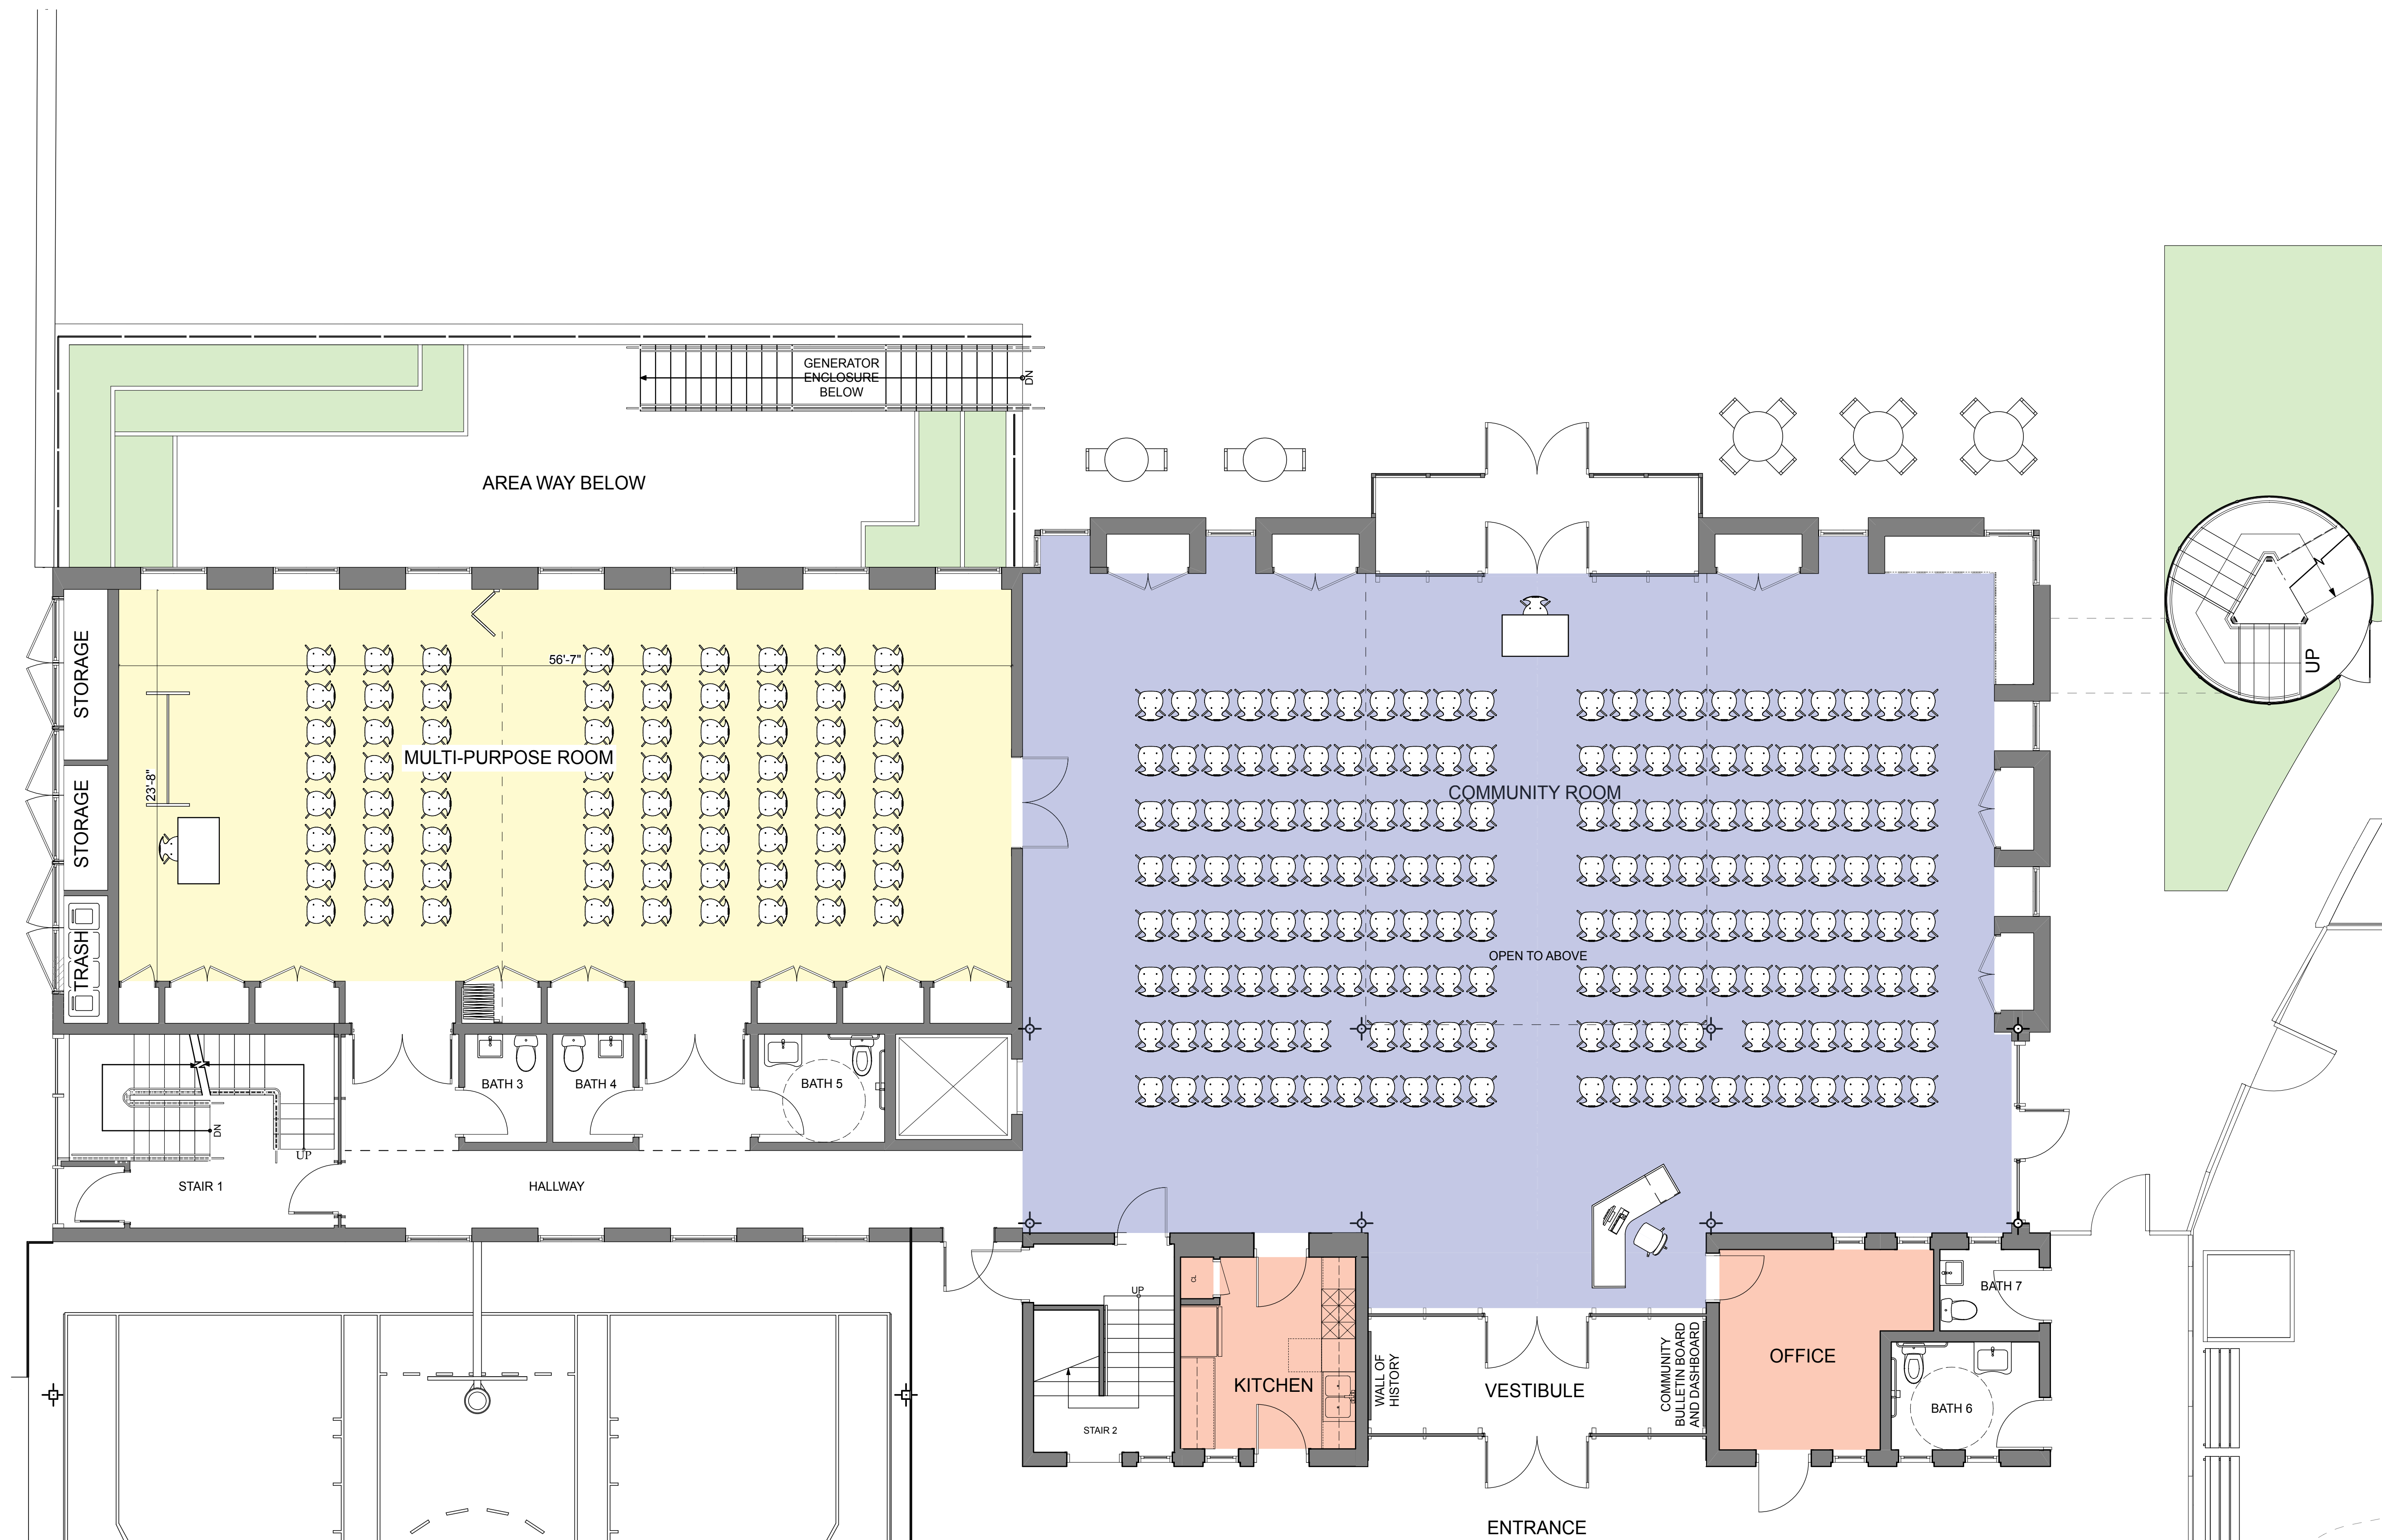 GENERATOR
ENCLOSURE
BELOW
DN
AREA WAY BELOW
STORAGE
56'-7"
MULTI-PURPOSE ROOM
23'-8"
STORAGE
TRASH
COMMUNITY ROOM
OPEN TO ABOVE
UP
BATH 3
BATH 4
BATH 5
DN
UP
STAIR 1
HALLWAY
CL
UP
KITCHEN
STAIR 2
WALL OF
HISTORY
VESTIBULE
COMMUNITY
BULLETIN BOARD
AND DASHBOARD
OFFICE
BATH 7
BATH 6
ENTRANCE